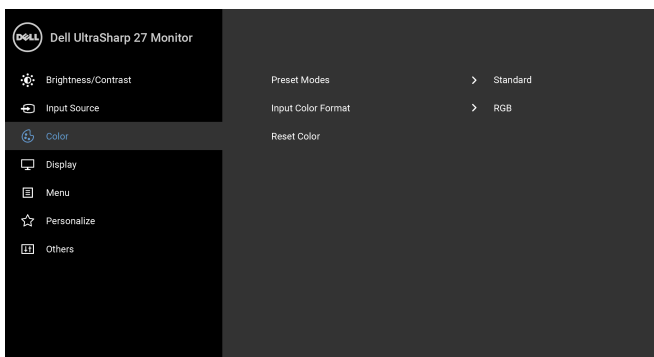 DELL Dell UltraSharp 27 Monitor
Brightness/Contrast
Input Source
Color
Display
Menu
Personalize
Others
Preset Modes > Standard
Input Color Format > RGB
Reset Color